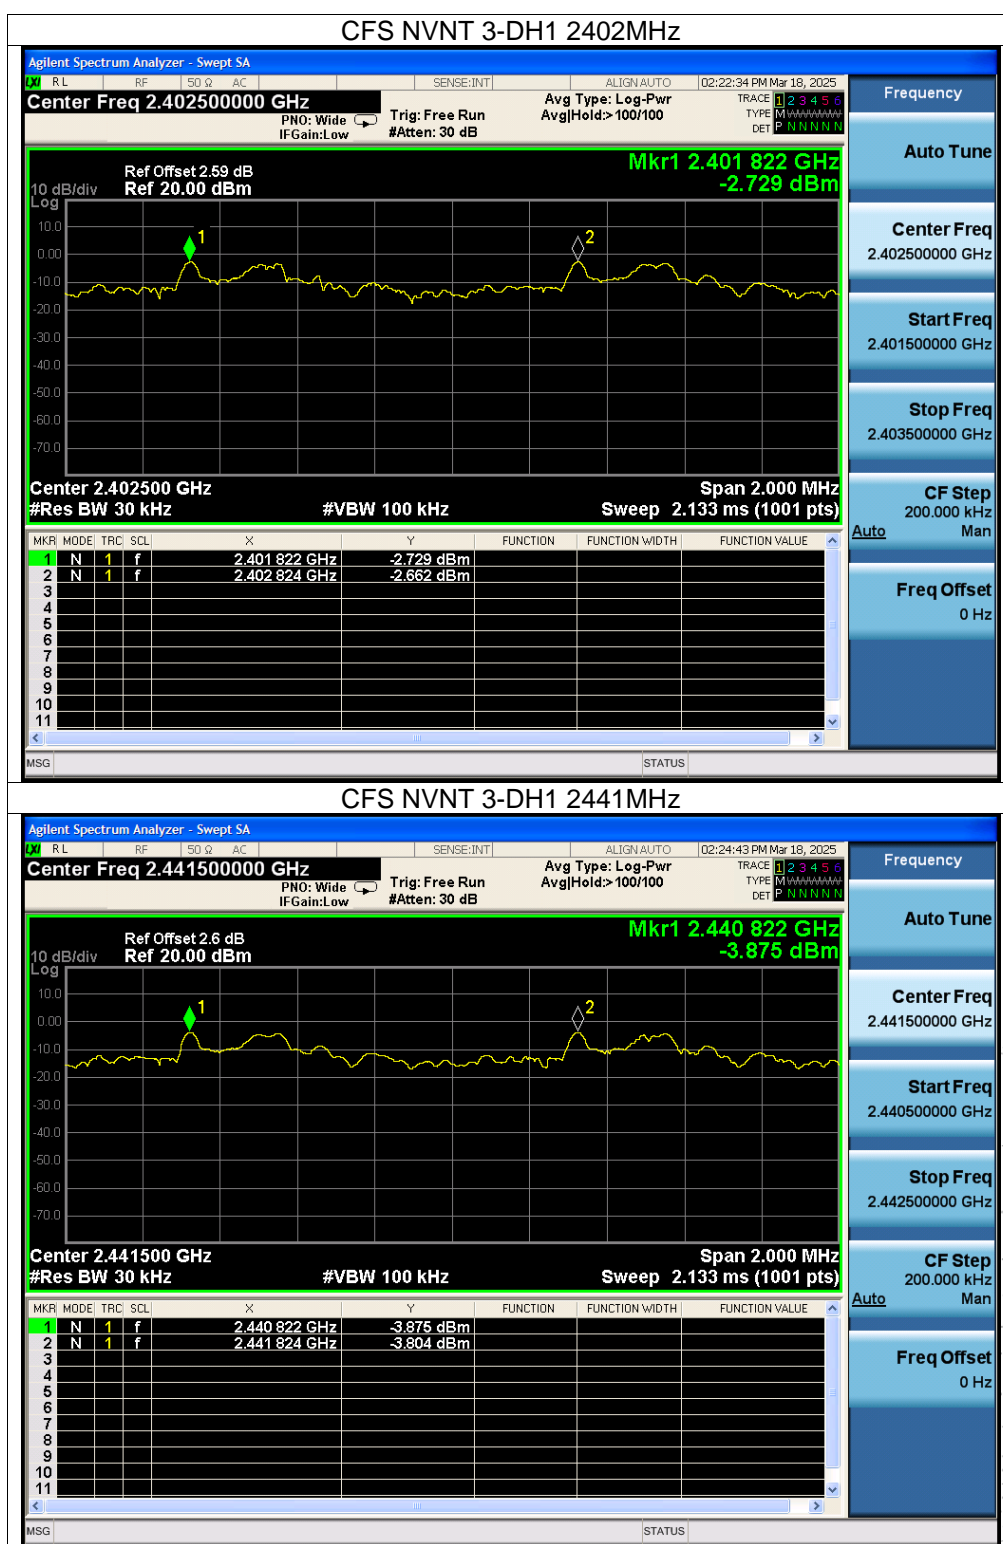 CFS NVNT 3-DH1 2402MHz
Agilent Spectrum Analyzer - Swept SA
LXI RL RF 50 Ω AC SENSE:INT ALIGN AUTO 02:22:34 PM Mar 18, 2025
Center Freq 2.402500000 GHz
PNO: Wide
IFGain:Low
Trig: Free Run
#Atten: 30 dB
Avg Type: Log-Pwr
Avg|Hold:> 100/100
TRACE 1 2 3 4 5 6
TYPE M WWWWW
DET P N N N N N
Frequency
Auto Tune
Center Freq
2.402500000 GHz
Start Freq
2.401500000 GHz
Stop Freq
2.403500000 GHz
CF Step
200.000 kHz
Auto Man
Freq Offset
0 Hz
Mkr1 2.401 822 GHz
-2.729 dBm
Ref Offset 2.59 dB
10 dB/div Ref 20.00 dBm
Log
10.0
0.00
-10.0
-20.0
-30.0
-40.0
-50.0
-60.0
-70.0
1
2
Center 2.402500 GHz Span 2.000 MHz
#Res BW 30 kHz #VBW 100 kHz Sweep 2.133 ms (1001 pts)
MKR MODE TRC SCL X Y FUNCTION FUNCTION WIDTH FUNCTION VALUE
1 N 1 f 2.401 822 GHz -2.729 dBm
2 N 1 f 2.402 824 GHz -2.662 dBm
3
4
5
6
7
8
9
10
11
MSG STATUS
CFS NVNT 3-DH1 2441MHz
Agilent Spectrum Analyzer - Swept SA
LXI RL RF 50 Ω AC SENSE:INT ALIGN AUTO 02:24:43 PM Mar 18, 2025
Center Freq 2.441500000 GHz
PNO: Wide
IFGain:Low
Trig: Free Run
#Atten: 30 dB
Avg Type: Log-Pwr
Avg|Hold:> 100/100
TRACE 1 2 3 4 5 6
TYPE M WWWWW
DET P N N N N N
Frequency
Auto Tune
Center Freq
2.441500000 GHz
Start Freq
2.440500000 GHz
Stop Freq
2.442500000 GHz
CF Step
200.000 kHz
Auto Man
Freq Offset
0 Hz
Mkr1 2.440 822 GHz
-3.875 dBm
Ref Offset 2.6 dB
10 dB/div Ref 20.00 dBm
Log
10.0
0.00
-10.0
-20.0
-30.0
-40.0
-50.0
-60.0
-70.0
1
2
Center 2.441500 GHz Span 2.000 MHz
#Res BW 30 kHz #VBW 100 kHz Sweep 2.133 ms (1001 pts)
MKR MODE TRC SCL X Y FUNCTION FUNCTION WIDTH FUNCTION VALUE
1 N 1 f 2.440 822 GHz -3.875 dBm
2 N 1 f 2.441 824 GHz -3.804 dBm
3
4
5
6
7
8
9
10
11
MSG STATUS